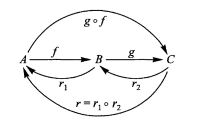 g ∘ f
f g
A B C
r₁ r₂
r = r₁ ∘ r₂